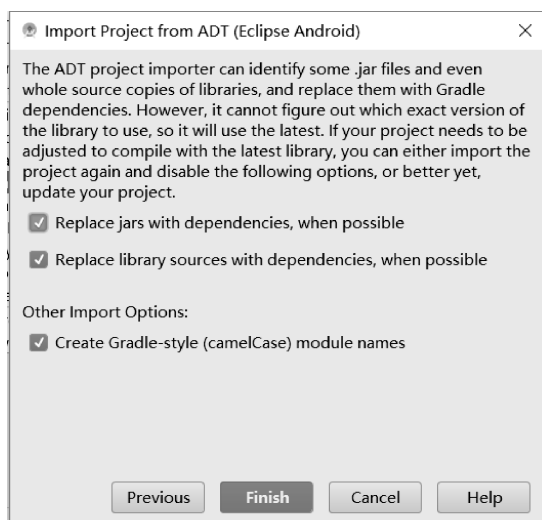 Import Project from ADT (Eclipse Android)
The ADT project importer can identify some .jar files and even
whole source copies of libraries, and replace them with Gradle
dependencies. However, it cannot figure out which exact version of
the library to use, so it will use the latest. If your project needs to be
adjusted to compile with the latest library, you can either import the
project again and disable the following options, or better yet,
update your project.
Replace jars with dependencies, when possible
Replace library sources with dependencies, when possible
Other Import Options:
Create Gradle-style (camelCase) module names
Previous Finish Cancel Help